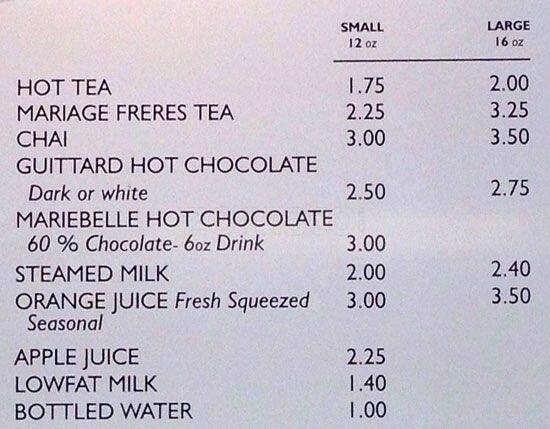 SMALL LARGE
12 oz 16 oz
HOT TEA 1.75 2.00
MARIAGE FRERES TEA 2.25 3.25
CHAI 3.00 3.50
GUITTARD HOT CHOCOLATE
Dark or white 2.50 2.75
MARIEBELLE HOT CHOCOLATE
60 % Chocolate- 6oz Drink 3.00
STEAMED MILK 2.00 2.40
ORANGE JUICE Fresh Squeezed 3.00 3.50
Seasonal
APPLE JUICE 2.25
LOWFAT MILK 1.40
BOTTLED WATER 1.00